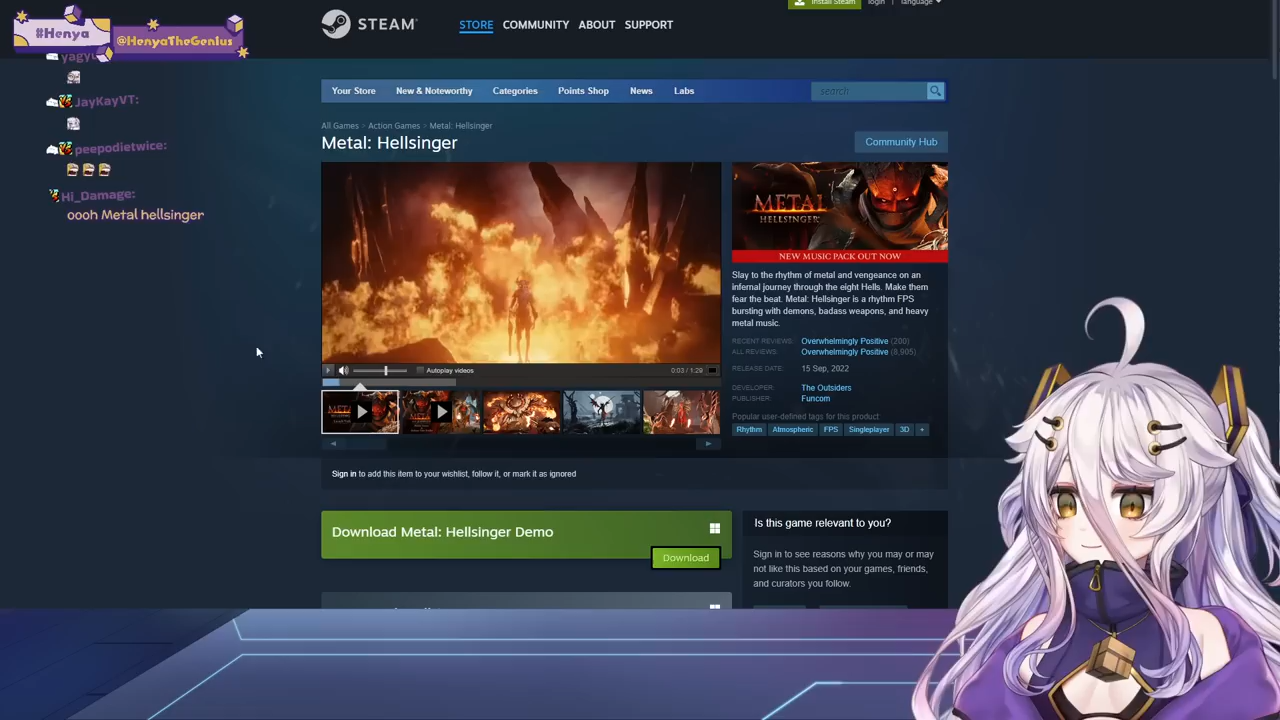 #Henya
@HenyaTheGenius
yagyu
JayKayVT:
peepodietwice:
Hi_Damage:
oooh Metal hellsinger
STEAM
STORE
COMMUNITY
ABOUT
SUPPORT
Install Steam
login
|
language
Your Store
New & Noteworthy
Categories
Points Shop
News
Labs
search
All Games > Action Games > Metal: Hellsinger
Metal: Hellsinger
Community Hub
Autoplay videos
0:03 / 1:29
METAL
HELLSINGER
NEW MUSIC PACK OUT NOW
Slay to the rhythm of metal and vengeance on an
infernal journey through the eight Hells. Make them
fear the beat. Metal: Hellsinger is a rhythm FPS
bursting with demons, badass weapons, and heavy
metal music.
RECENT REVIEWS: Overwhelmingly Positive (200)
ALL REVIEWS: Overwhelmingly Positive (8,905)
RELEASE DATE: 15 Sep, 2022
DEVELOPER: The Outsiders
PUBLISHER: Funcom
Popular user-defined tags for this product:
Rhythm
Atmospheric
FPS
Singleplayer
3D
+
Sign in to add this item to your wishlist, follow it, or mark it as ignored
Download Metal: Hellsinger Demo
Download
Is this game relevant to you?
Sign in to see reasons why you may or may
not like this based on your games, friends,
and curators you follow.